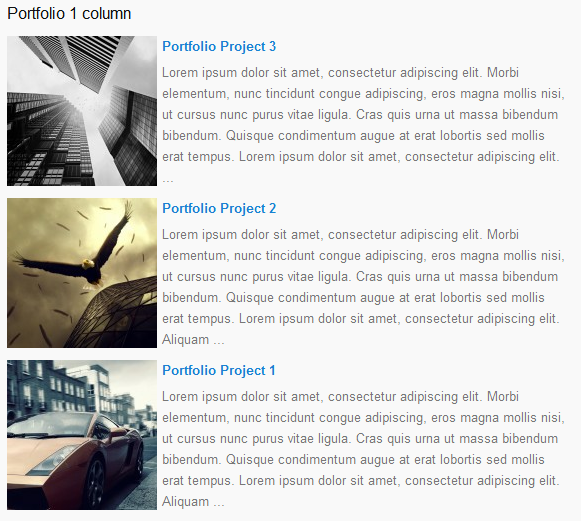 Portfolio 1 column
Portfolio Project 3
Lorem ipsum dolor sit amet, consectetur adipiscing elit. Morbi
elementum, nunc tincidunt congue adipiscing, eros magna mollis nisi,
ut cursus nunc purus vitae ligula. Cras quis urna ut massa bibendum
bibendum. Quisque condimentum augue at erat lobortis sed mollis
erat tempus. Lorem ipsum dolor sit amet, consectetur adipiscing elit.
...
Portfolio Project 2
Lorem ipsum dolor sit amet, consectetur adipiscing elit. Morbi
elementum, nunc tincidunt congue adipiscing, eros magna mollis nisi,
ut cursus nunc purus vitae ligula. Cras quis urna ut massa bibendum
bibendum. Quisque condimentum augue at erat lobortis sed mollis
erat tempus. Lorem ipsum dolor sit amet, consectetur adipiscing elit.
Aliquam ...
Portfolio Project 1
Lorem ipsum dolor sit amet, consectetur adipiscing elit. Morbi
elementum, nunc tincidunt congue adipiscing, eros magna mollis nisi,
ut cursus nunc purus vitae ligula. Cras quis urna ut massa bibendum
bibendum. Quisque condimentum augue at erat lobortis sed mollis
erat tempus. Lorem ipsum dolor sit amet, consectetur adipiscing elit.
Aliquam ...